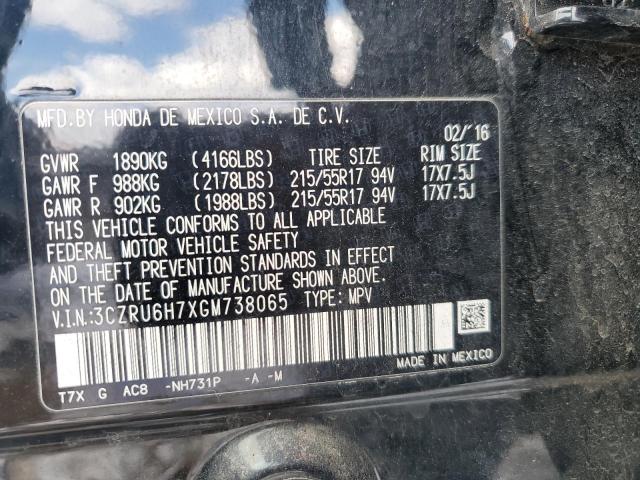 MFD. BY HONDA DE MEXICO S.A. DE C.V.
02/'16
GVWR 1890KG (4166LBS) TIRE SIZE RIM SIZE
GAWR F 988KG (2178LBS) 215/55R17 94V 17X7.5J
GAWR R 902KG (1988LBS) 215/55R17 94V 17X7.5J
THIS VEHICLE CONFORMS TO ALL APPLICABLE
FEDERAL MOTOR VEHICLE SAFETY
AND THEFT PREVENTION STANDARDS IN EFFECT
ON THE DATE OF MANUFACTURE SHOWN ABOVE.
V.I.N.:3CZRU6H7XGM738065 TYPE: MPV
MADE IN MEXICO
T7X G AC8 -NH731P -A -M